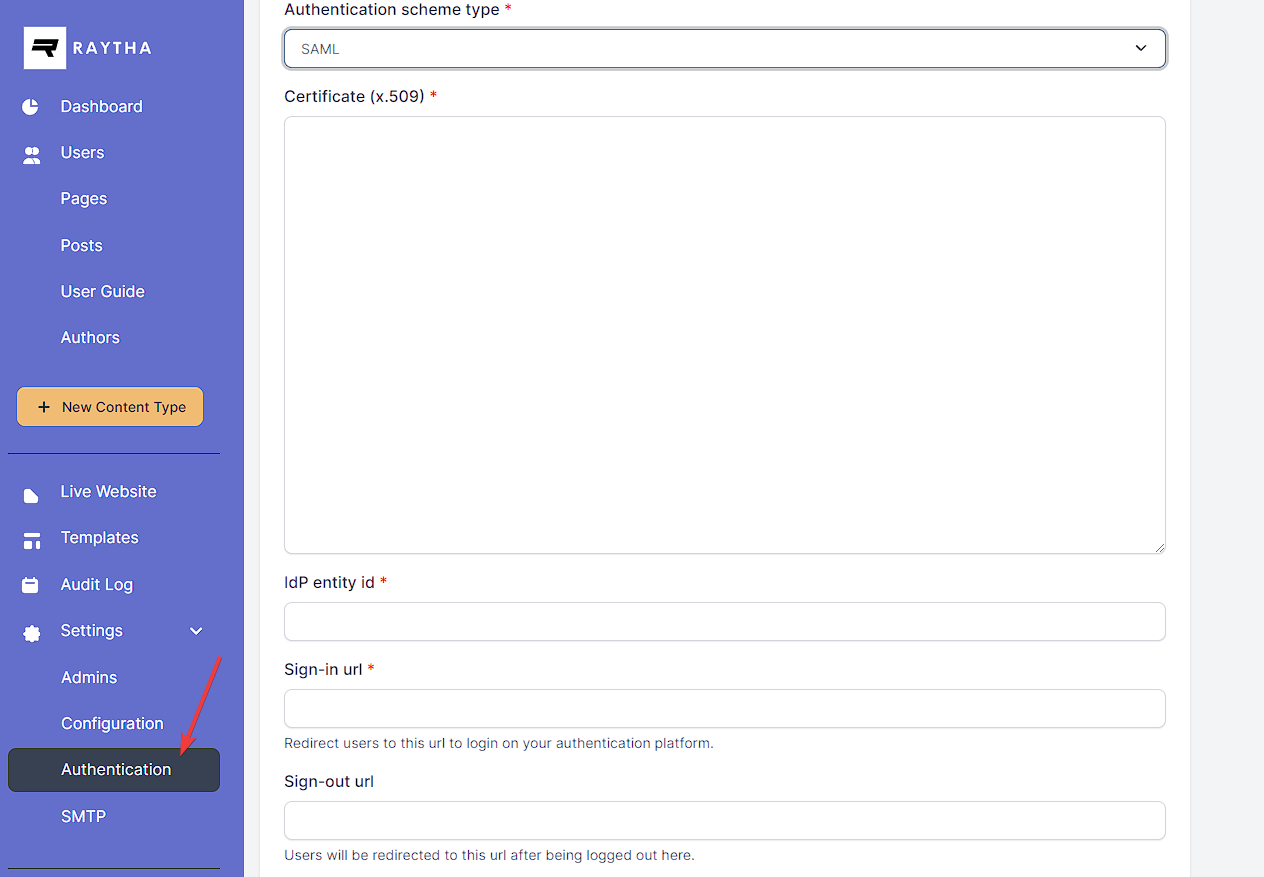 RAYTHA
Dashboard
Users
Pages
Posts
User Guide
Authors
+ New Content Type
Live Website
Templates
Audit Log
Settings
Admins
Configuration
Authentication
SMTP
Authentication scheme type *
SAML
Certificate (x.509) *
IdP entity id *
Sign-in url *
Redirect users to this url to login on your authentication platform.
Sign-out url
Users will be redirected to this url after being logged out here.